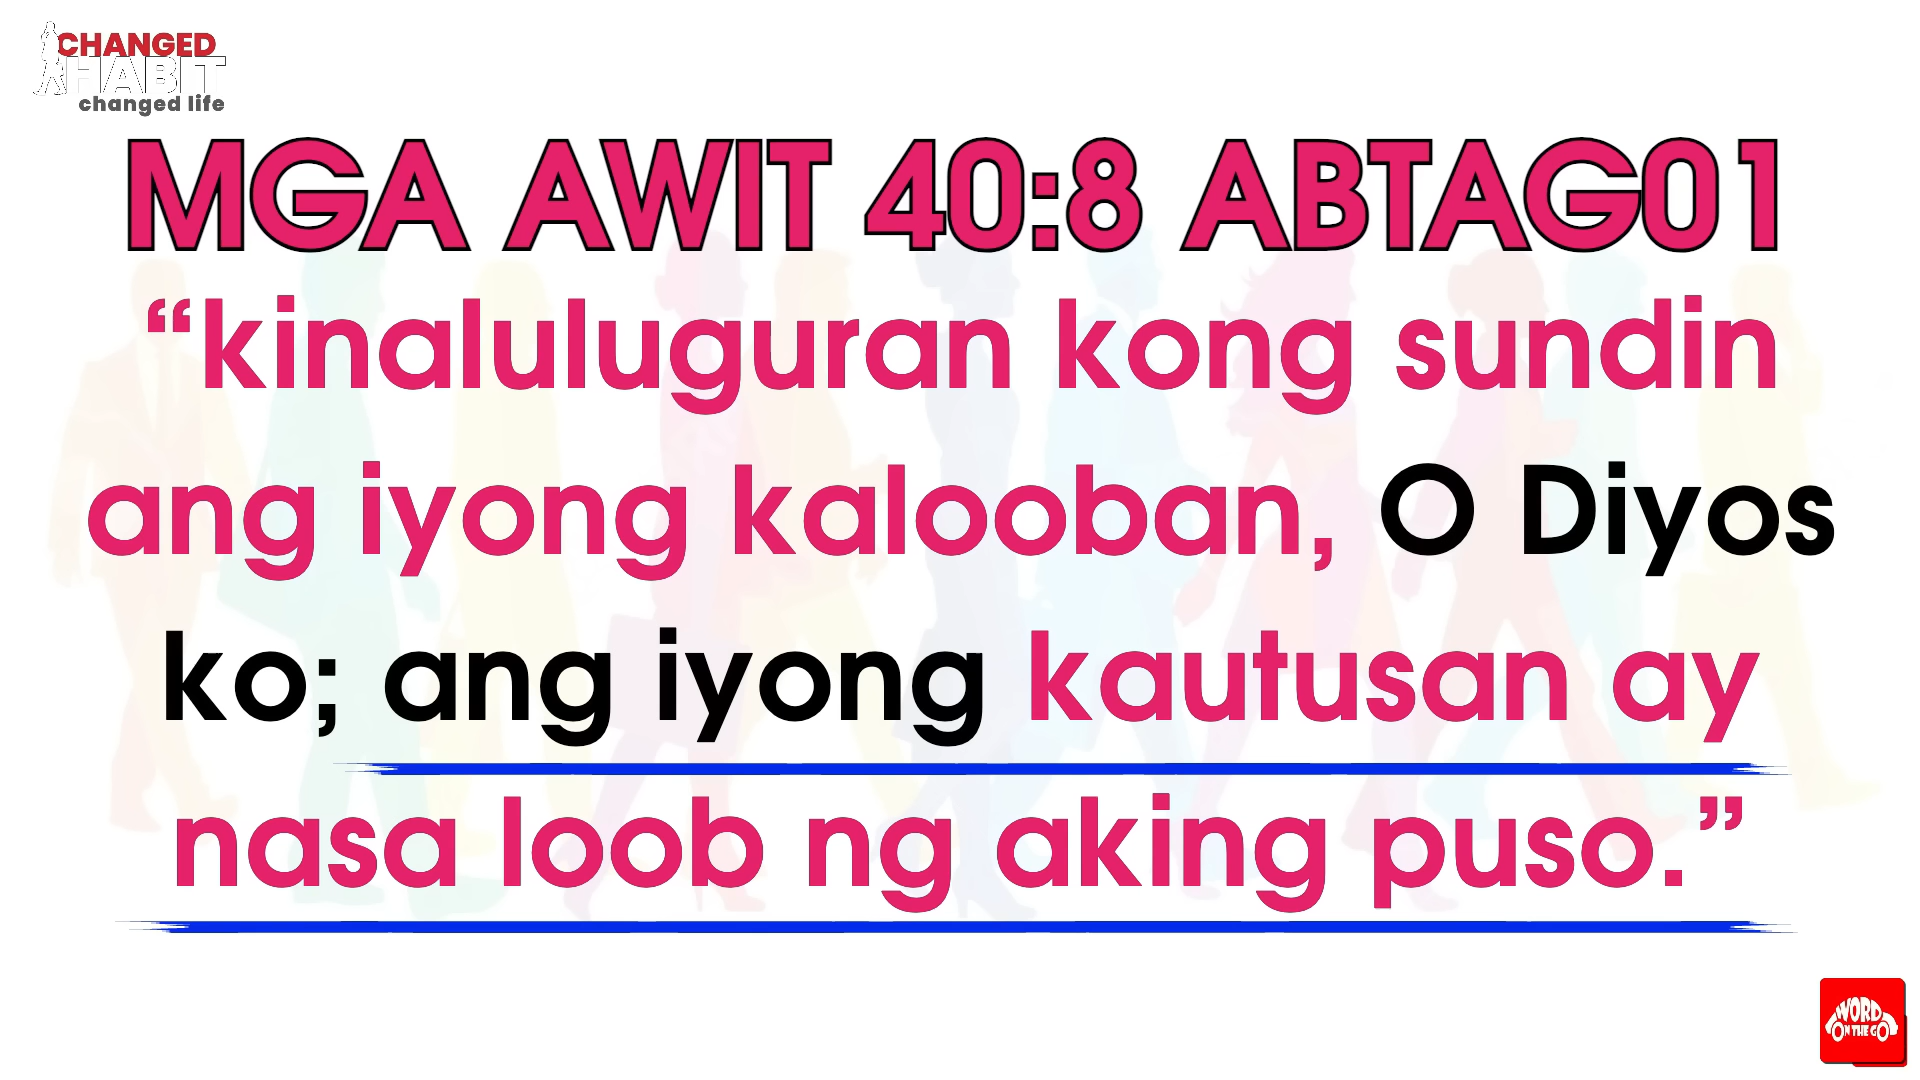 CHANGED
HABIT
changed life
MGA AWIT 40:8 ABTAG01
“kinaluluguran kong sundin
ang iyong kalooban, O Diyos
ko; ang iyong kautusan ay
nasa loob ng aking puso.”
WORD
ON THE GO